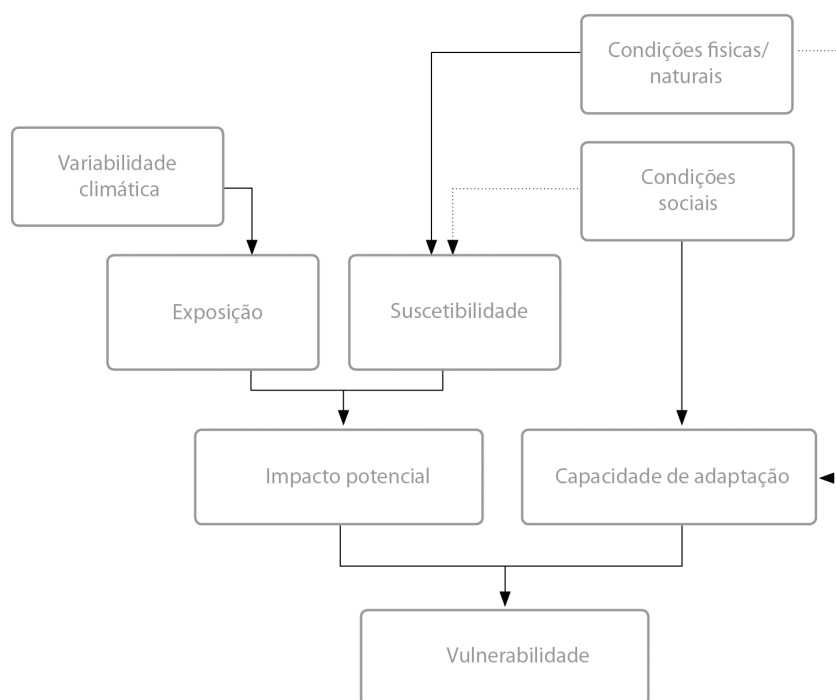 Condições fisicas/
naturais
Variabilidade
climática
Condições
sociais
Exposição
Suscetibilidade
Impacto potencial
Capacidade de adaptação
Vulnerabilidade